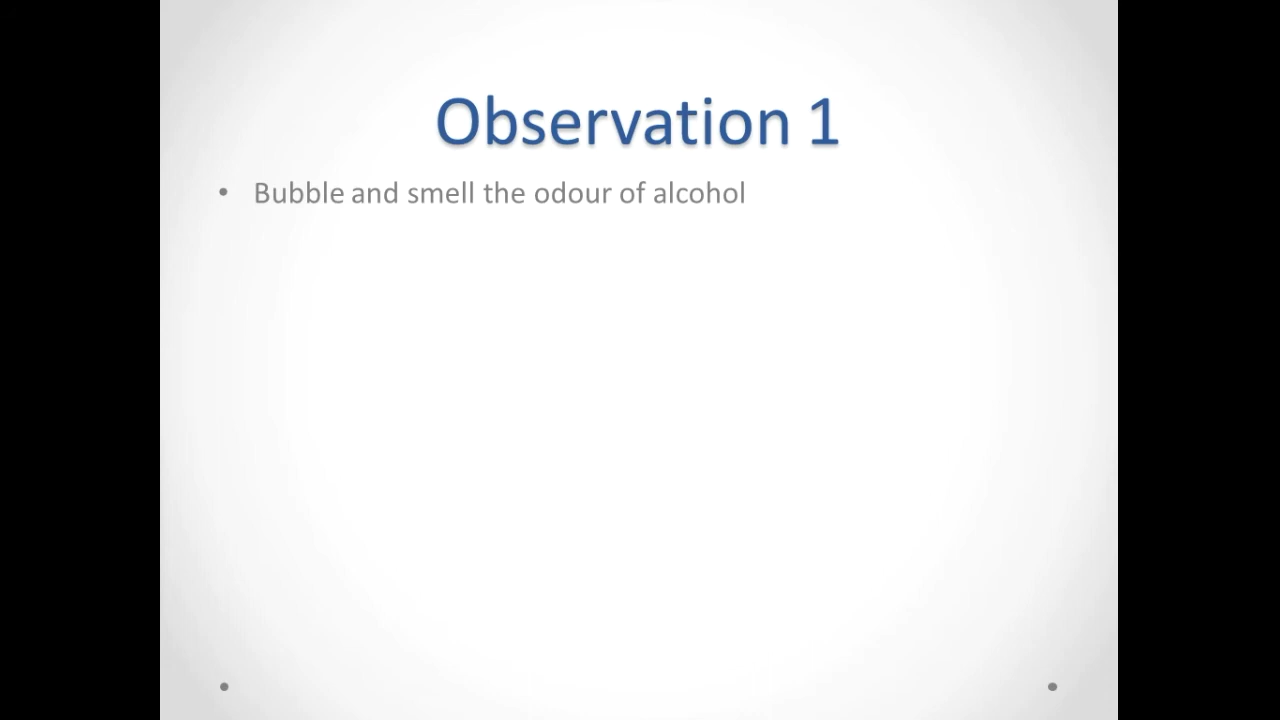 Observation 1
• Bubble and smell the odour of alcohol